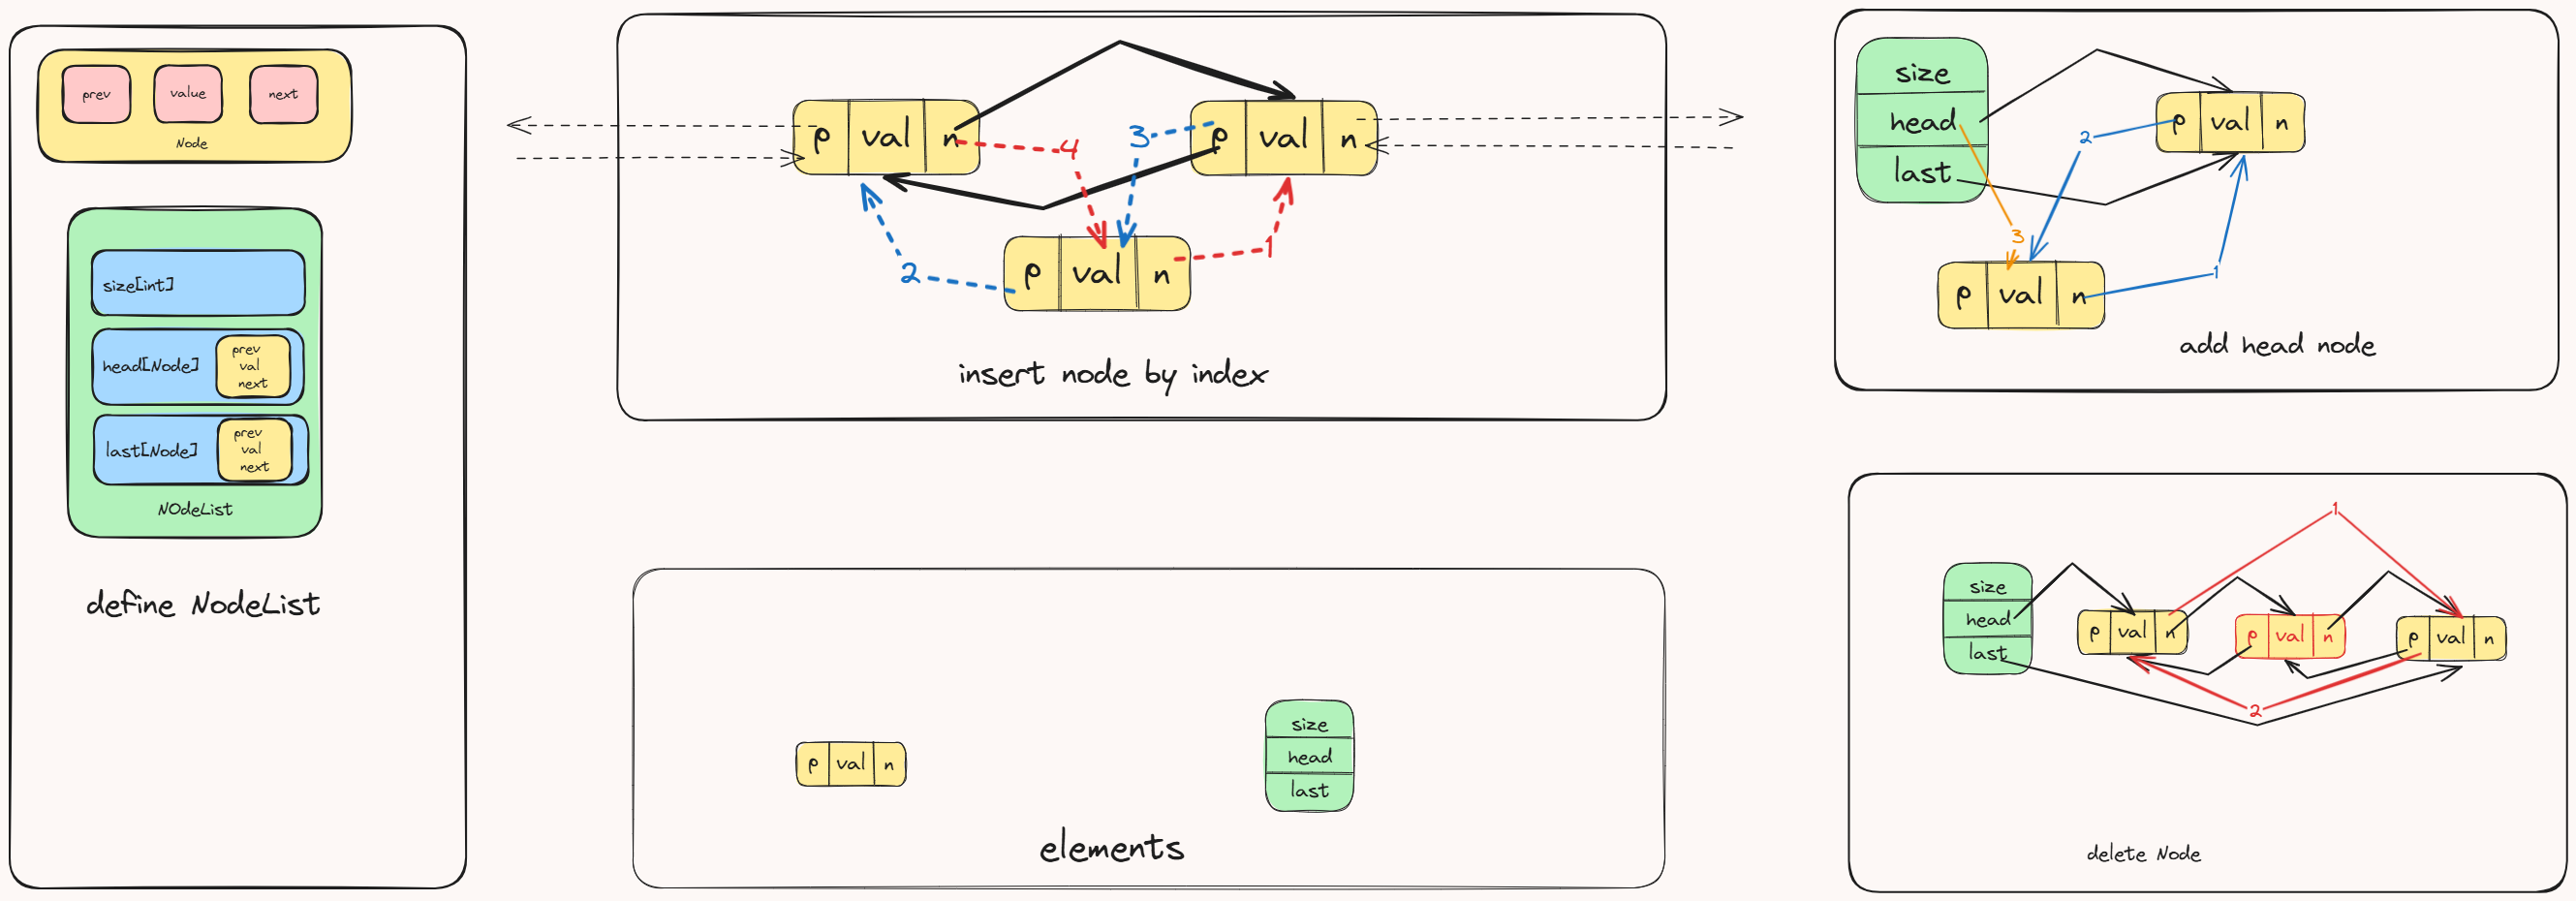 prev value next
Node
size[int]
head[Node]
prev
val
next
last[Node]
prev
val
next
NOdeList
define NodeList
p val n
p val n
4
3
2
1
p val n
insert node by index
size
head
last
p val n
2
3
1
p val n
add head node
p val n
size
head
last
elements
1
size
head
last
p val n
p val n
p val n
2
delete Node